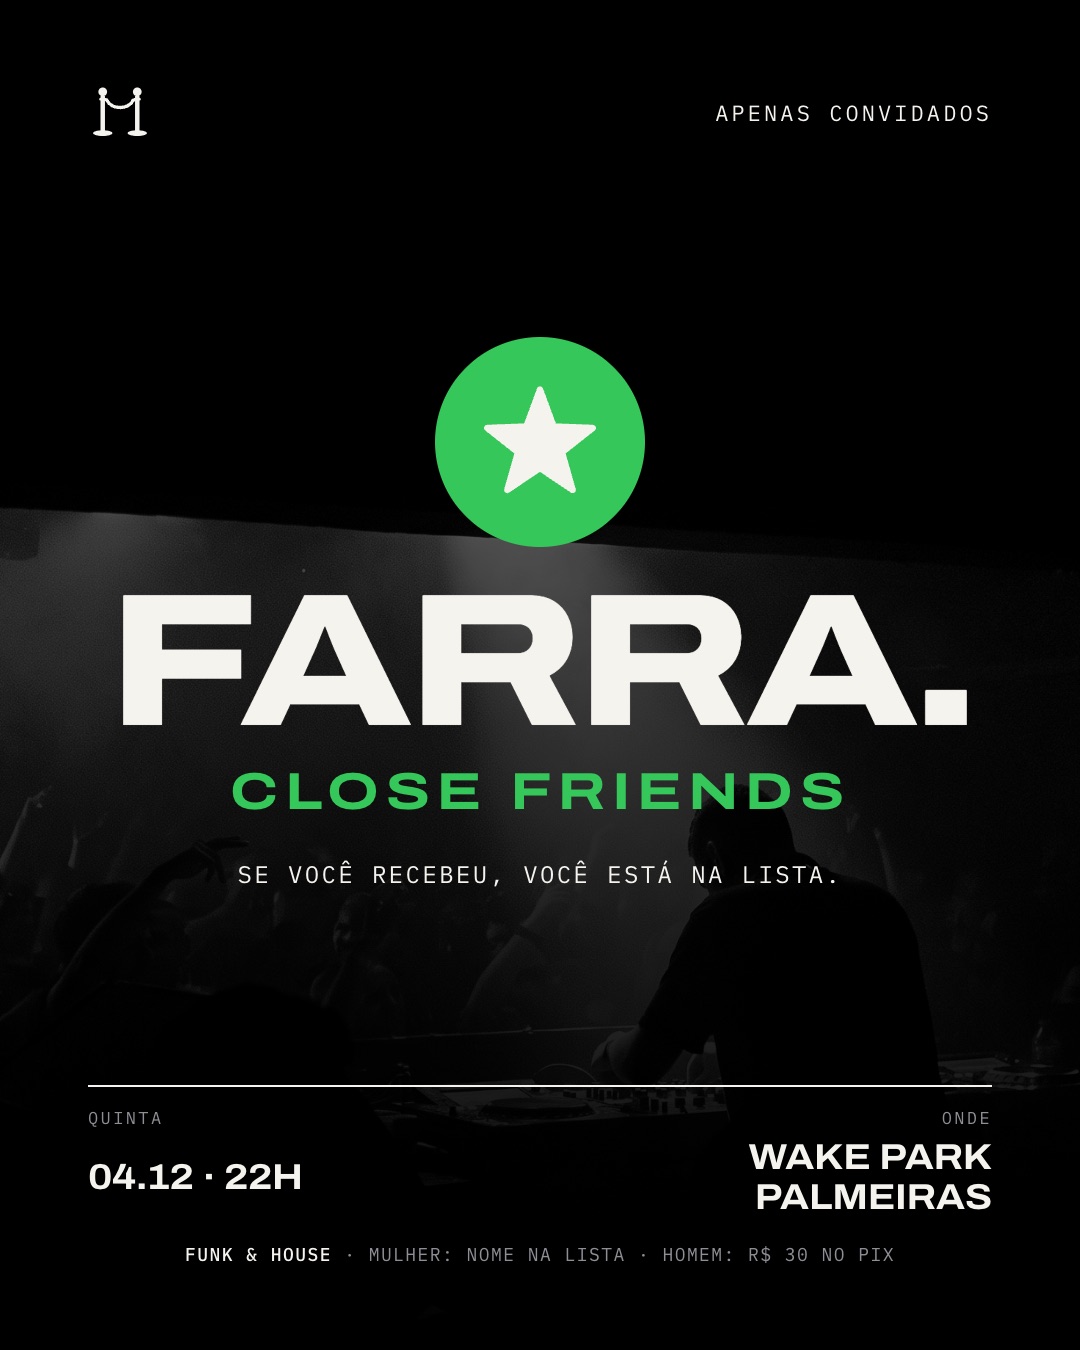 APENAS CONVIDADOS
FARRA.
CLOSE FRIENDS
SE VOCÊ RECEBEU, VOCÊ ESTÁ NA LISTA.
QUINTA
04.12 · 22H
ONDE
WAKE PARK
PALMEIRAS
FUNK & HOUSE · MULHER: NOME NA LISTA · HOMEM: R$ 30 NO PIX